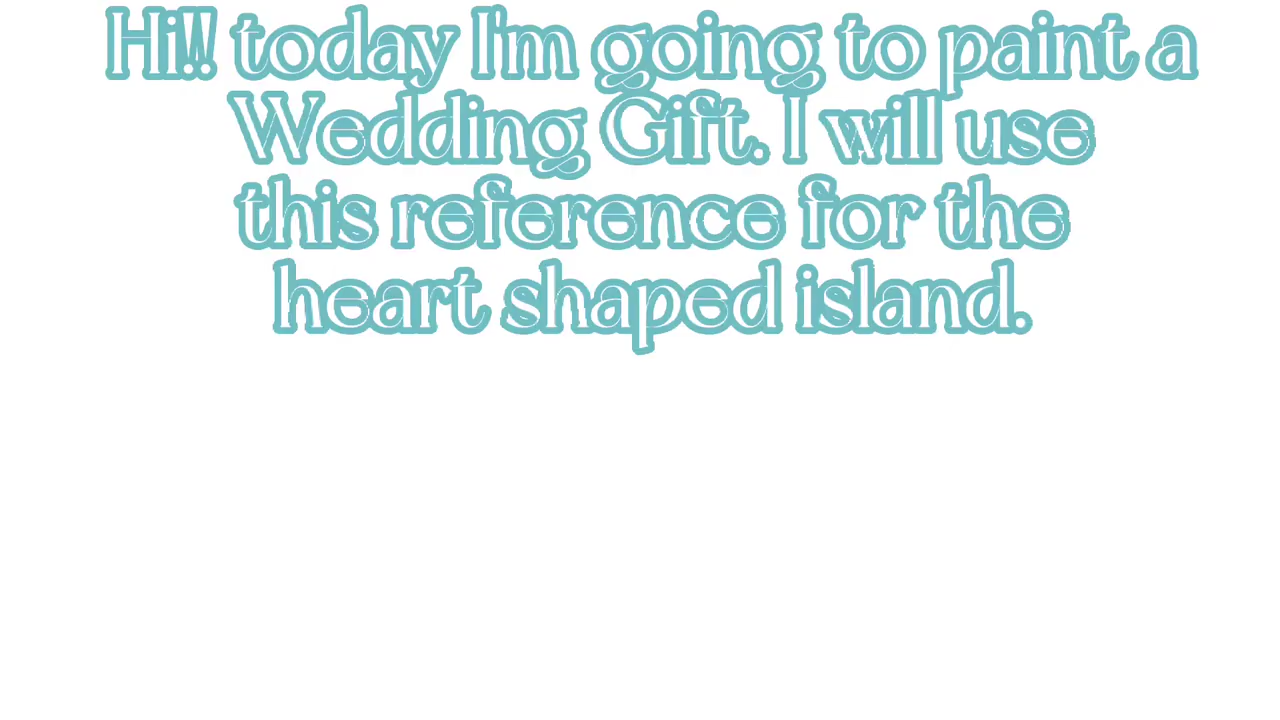 Hi!! today I'm going to paint a
Wedding Gift. I will use
this reference for the
heart shaped island.